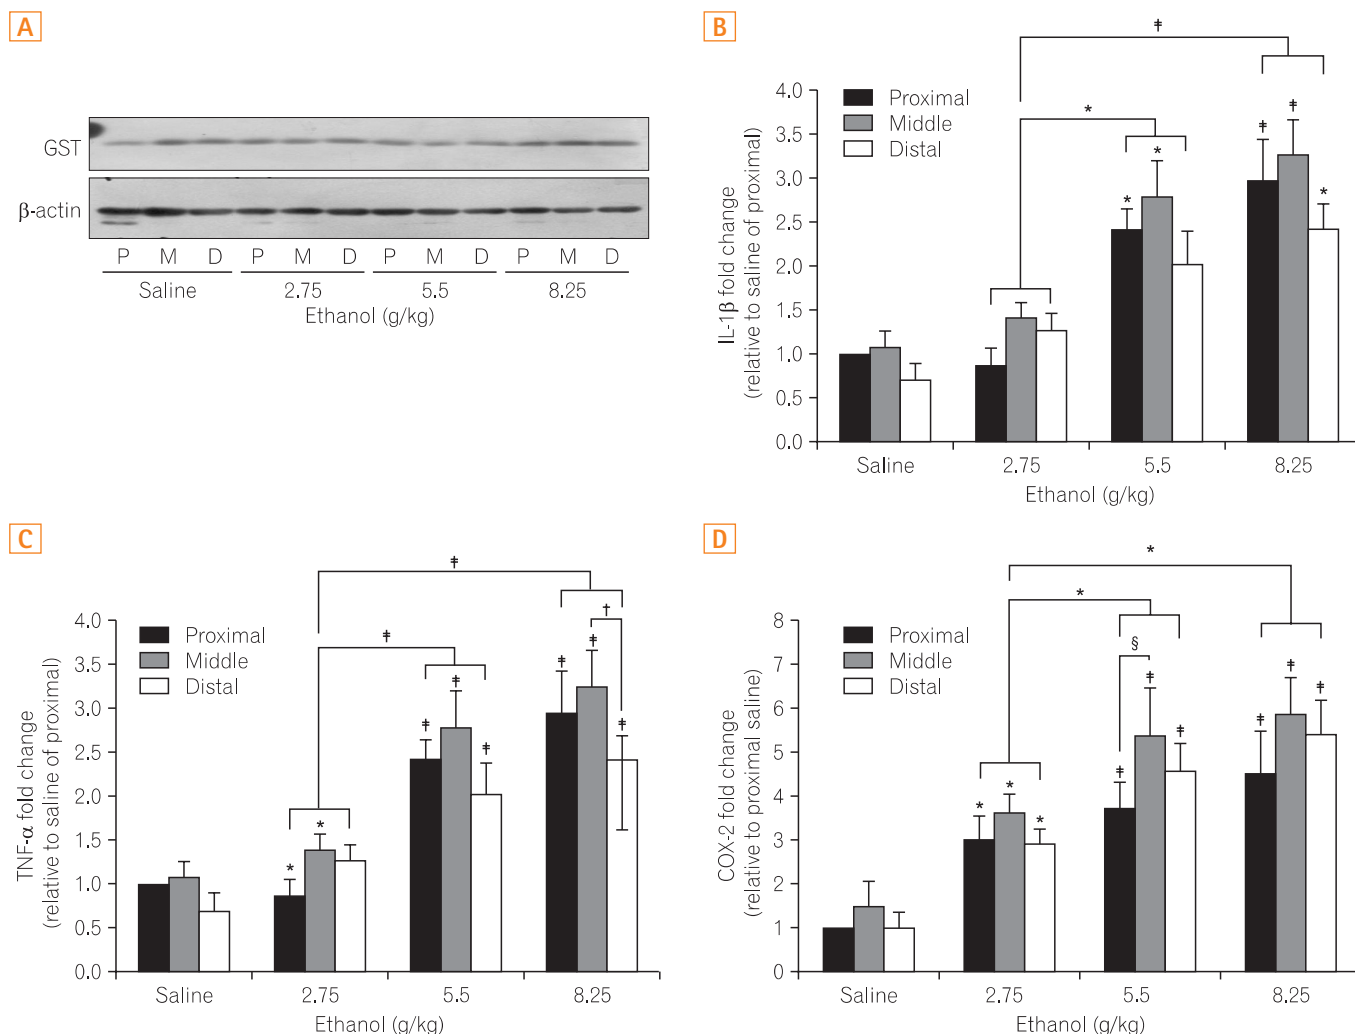 A
GST
β-actin
P M D P M D P M D P M D
Saline 2.75 5.5 8.25
Ethanol (g/kg)
B
‡
*
Proximal
Middle
Distal
IL-1β fold change
(relative to saline of proximal)
4.0
3.5
3.0
2.5
2.0
1.5
1.0
0.5
0.0
* * ‡ ‡ *
Saline 2.75 5.5 8.25
Ethanol (g/kg)
C
‡
‡
†
Proximal
Middle
Distal
TNF-α fold change
(relative to saline of proximal)
4.0
3.5
3.0
2.5
2.0
1.5
1.0
0.5
0.0
* * ‡ ‡ ‡ ‡ ‡ ‡
Saline 2.75 5.5 8.25
Ethanol (g/kg)
D
*
*
§
Proximal
Middle
Distal
COX-2 fold change
(relative to proximal saline)
8
7
6
5
4
3
2
1
0
* * * ‡ ‡ ‡ ‡ ‡ ‡
Saline 2.75 5.5 8.25
Ethanol (g/kg)